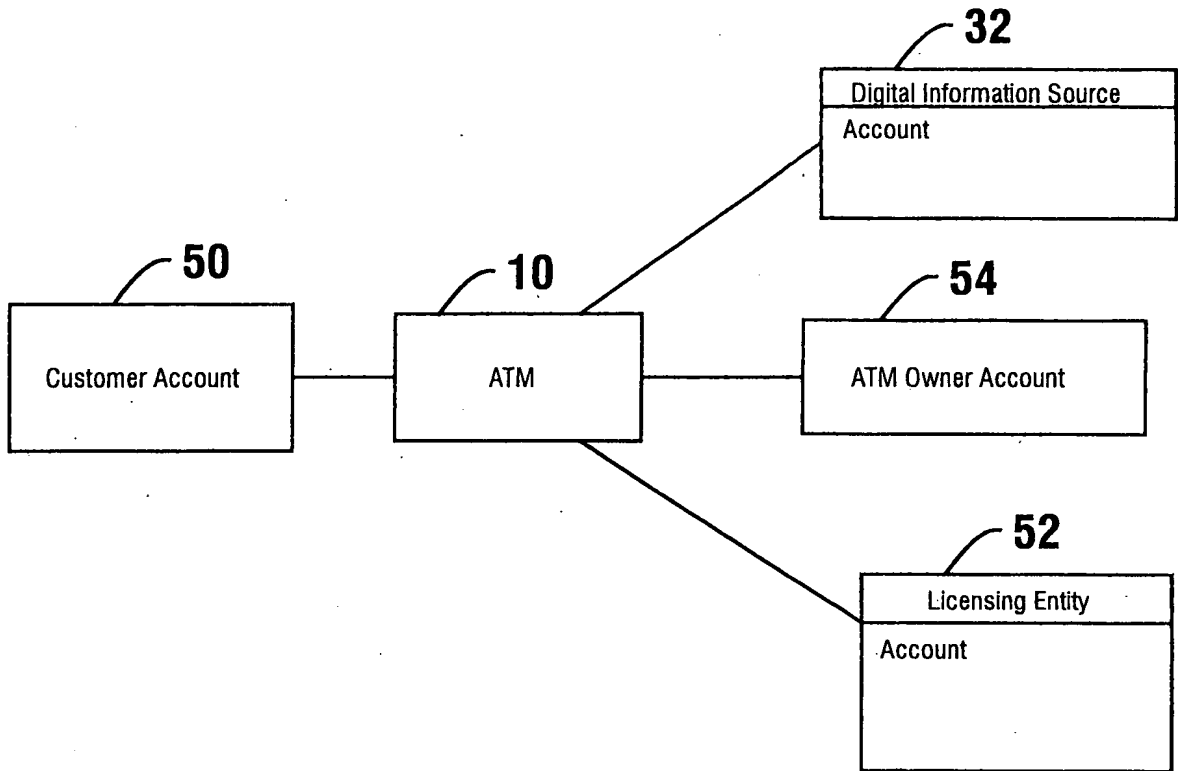 32
Digital Information Source
Account
50
Customer Account
10
ATM
54
ATM Owner Account
52
Licensing Entity
Account